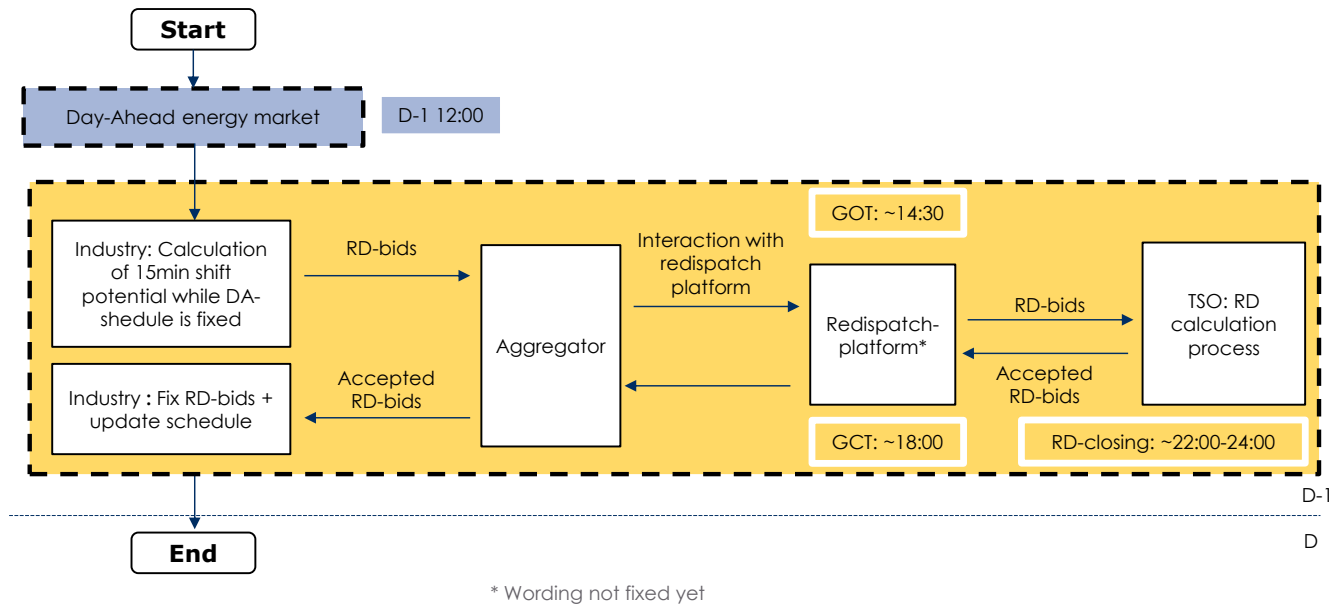 Start
Day-Ahead energy market
D-1 12:00
GOT: ~14:30
Industry: Calculation
of 15min shift
potential while DA-
shedule is fixed
RD-bids
Aggregator
Interaction with
redispatch
platform
Redispatch-
platform*
RD-bids
Accepted
RD-bids
TSO: RD
calculation
process
Industry : Fix RD-bids +
update schedule
Accepted
RD-bids
GCT: ~18:00
RD-closing: ~22:00-24:00
D-1
D
End
* Wording not fixed yet